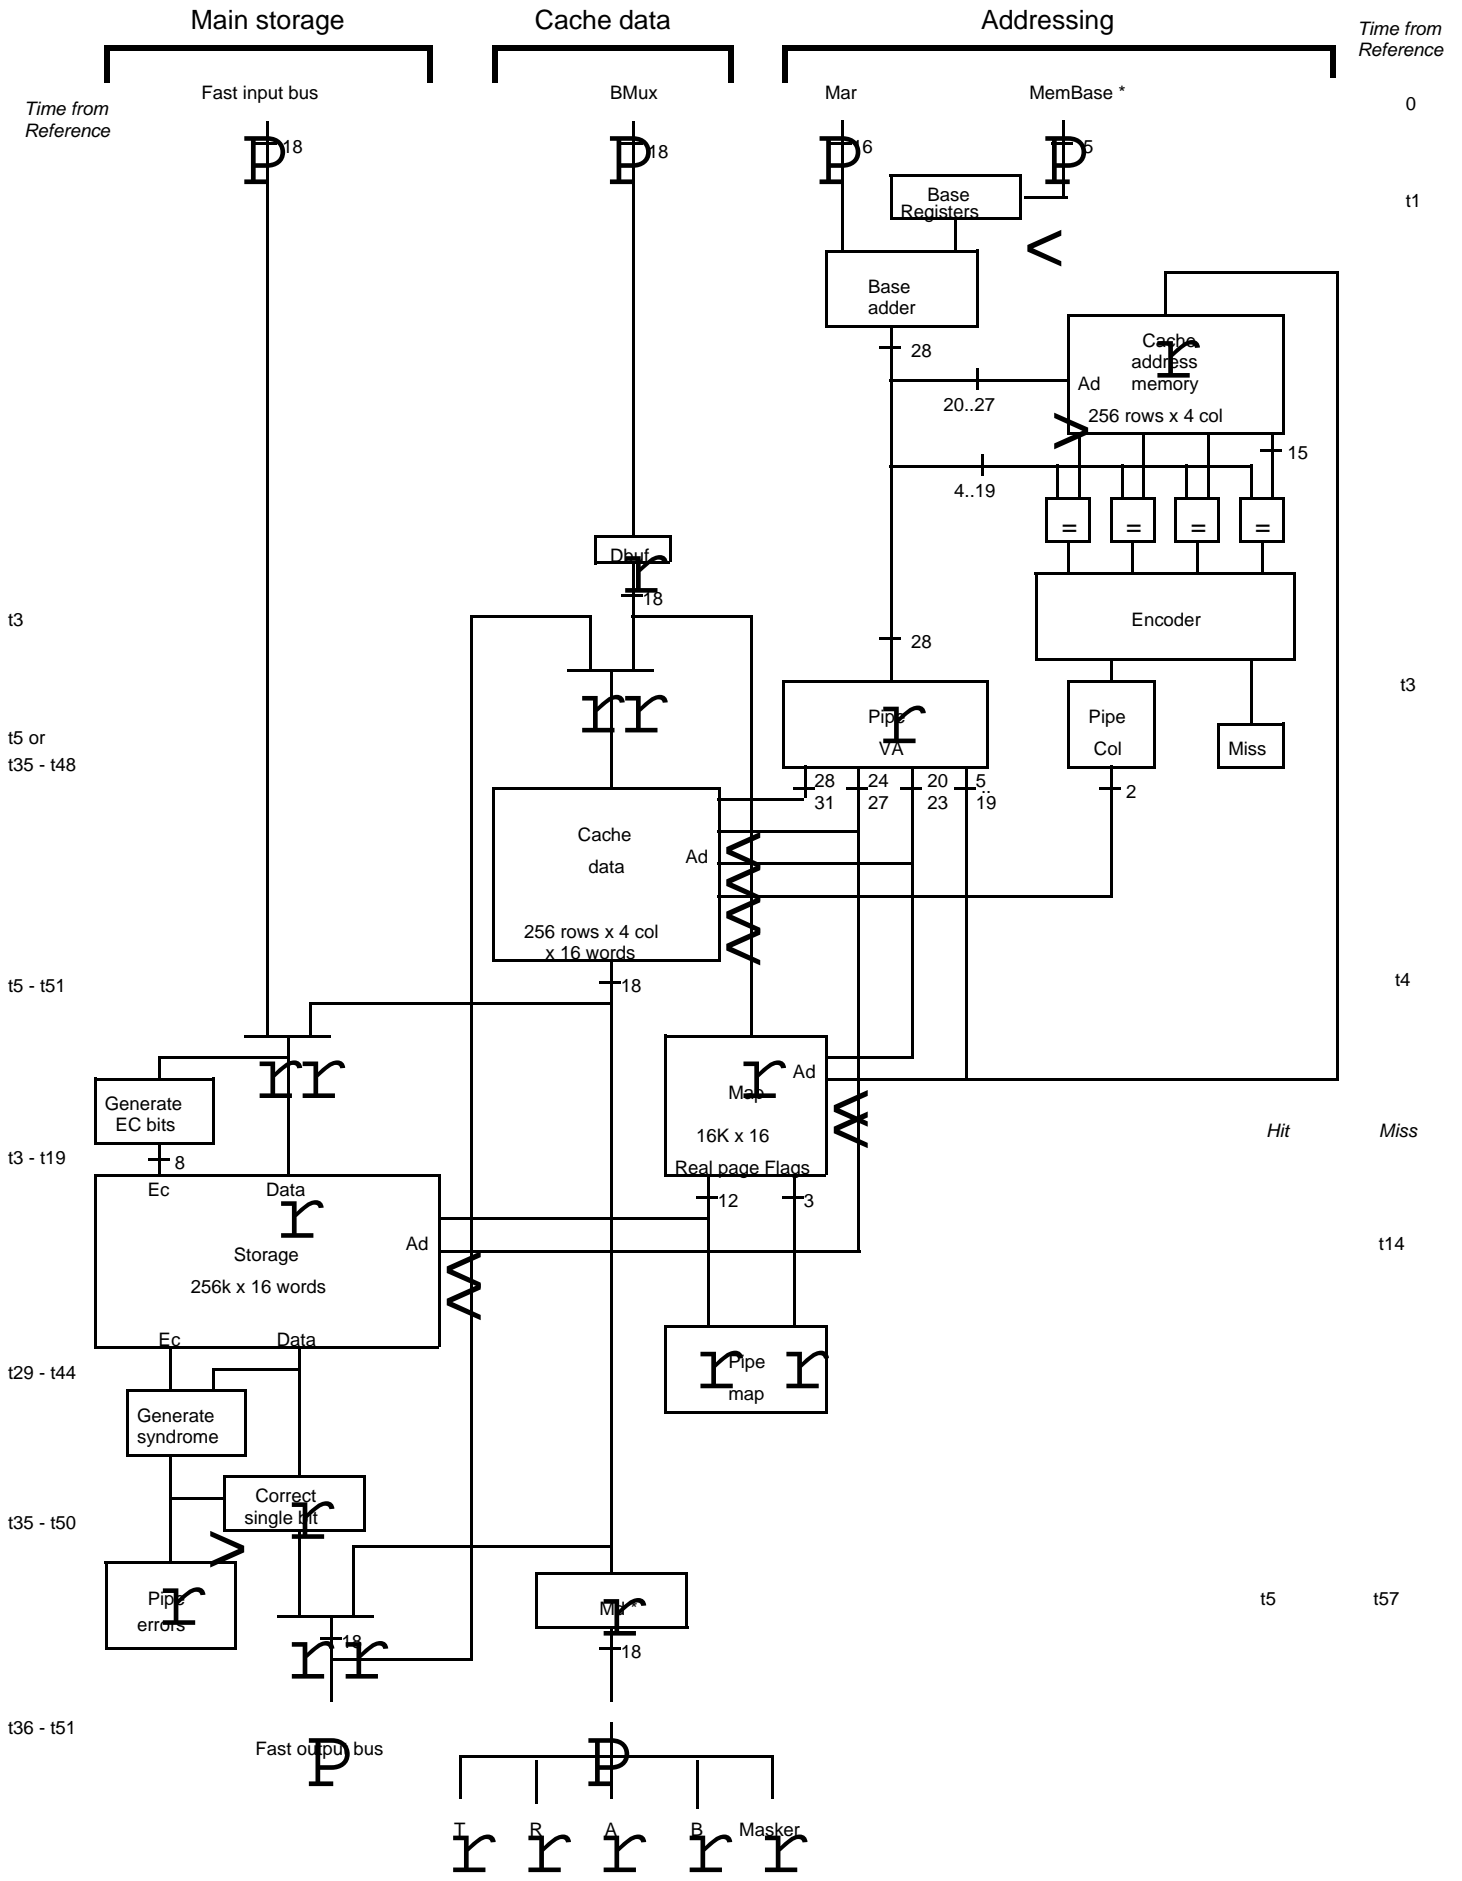 Main storage
Cache data
Addressing
Time from
Reference
Time from
Reference
Fast input bus
BMux
Mar
MemBase *
0
P 18
P 18
P 16
P 5
Base
Registers
t1
<
Base
adder
28
Cache
address
memory
r
Ad
20..27
256 rows x 4 col
>
15
4..19
= = = =
Dbuf
r
18
t3
Encoder
28
t3
r r
Pipe
VA
r
Pipe
Col
Miss
t5 or
t35 - t48
28
31
24
27
20
23
5
..
19
2
Cache
data
Ad
< < < <
256 rows x 4 col
x 16 words
18
t5 - t51
t4
r r
Map
r
Ad
Generate
EC bits
< <
16K x 16
Hit
Miss
t3 - t19
8
Real page Flags
12
3
Ec
Data
r
Storage
Ad
256k x 16 words
< <
t14
Ec
Data
t29 - t44
r Pipe r
map
Generate
syndrome
Correct
single bit
r
t35 - t50
>
Pipe
errors
r
Md *
r
t5
t57
18
r r
18
t36 - t51
Fast output bus
P
P
T
R
A
B
Masker
r r r r r